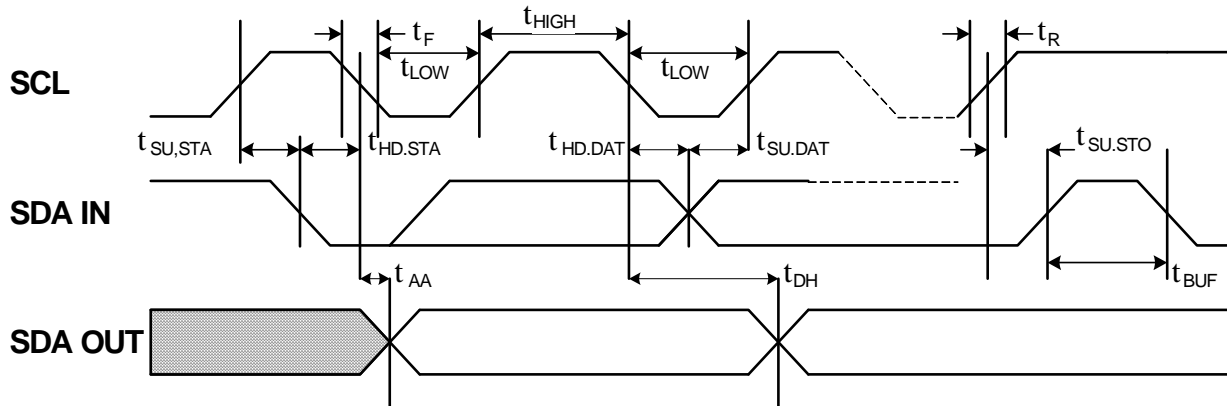 tF
tHIGH
tR
SCL
tLOW
tLOW
tSU,STA
tHD.STA
tHD.DAT
tSU.DAT
tSU.STO
SDA IN
tAA
tDH
tBUF
SDA OUT